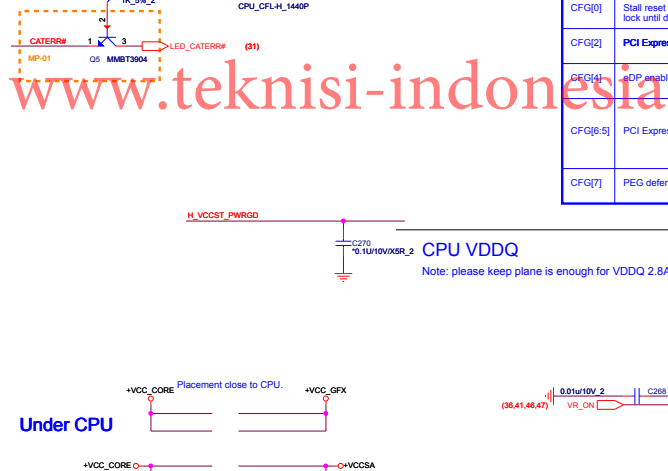 CPU_CFL-H_1440P
2
CATERR#
1
3
LED_CATERR#
(31)
MP-01
Q5
MMBT3904
www.teknisi-indonesia
CFG[0]
Stall reset
lock until d
CFG[2]
PCI Expres
CFG[4]
eDP enabl
CFG[6:5]
PCI Expres
CFG[7]
PEG defer
H_VCCST_PWRGD
C270
*0.1U/10V/X5R_2
CPU VDDQ
Note: please keep plane is enough for VDDQ 2.8A
+VCC_CORE
Placement close to CPU.
+VCC_GFX
Under CPU
0.01u/10V_2
C268
(36,41,46,47)
VR_ON
+VCC_CORE
+VCCSA